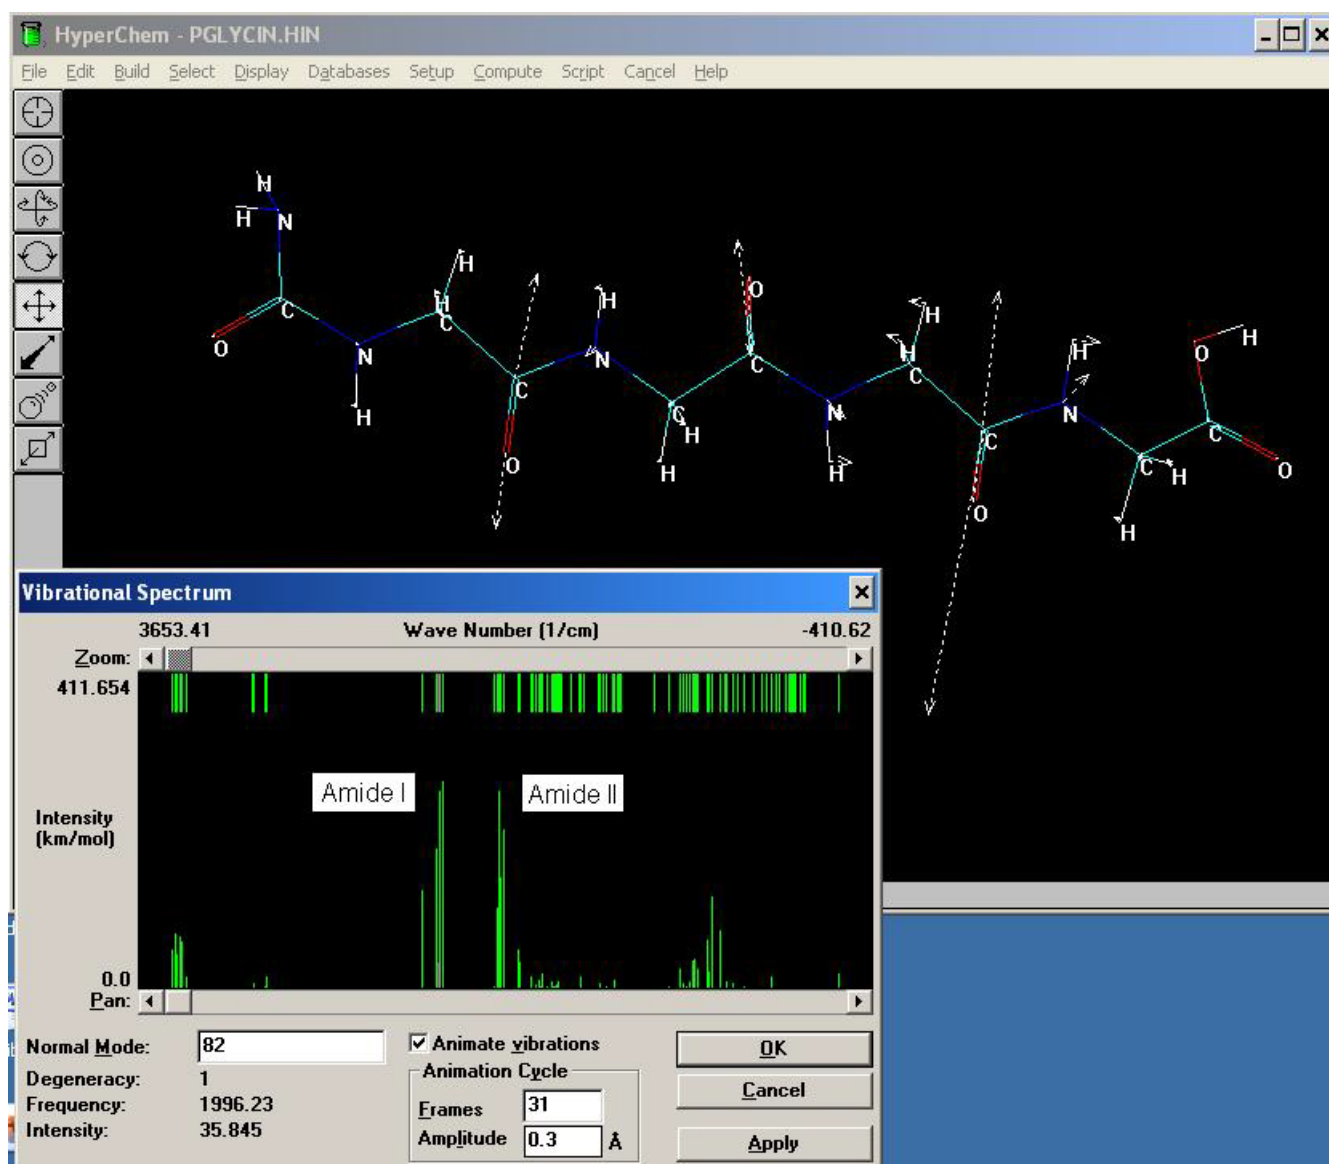 HyperChem - PGLYCIN.HIN
File Edit Build Select Display Databases Setup Compute Script Cancel Help
H
H N
H
H H O
C C H H H O H
O N N C C H C N
H C H N C O
O H H O H
H
Vibrational Spectrum
3653.41 Wave Number (1/cm) -410.62
Zoom:
411.654
Amide I Amide II
Intensity
(km/mol)
0.0
Pan:
Normal Mode: 82
Degeneracy: 1
Frequency: 1996.23
Intensity: 35.845
Animate vibrations
Animation Cycle
Frames 31
Amplitude 0.3 Å
OK
Cancel
Apply